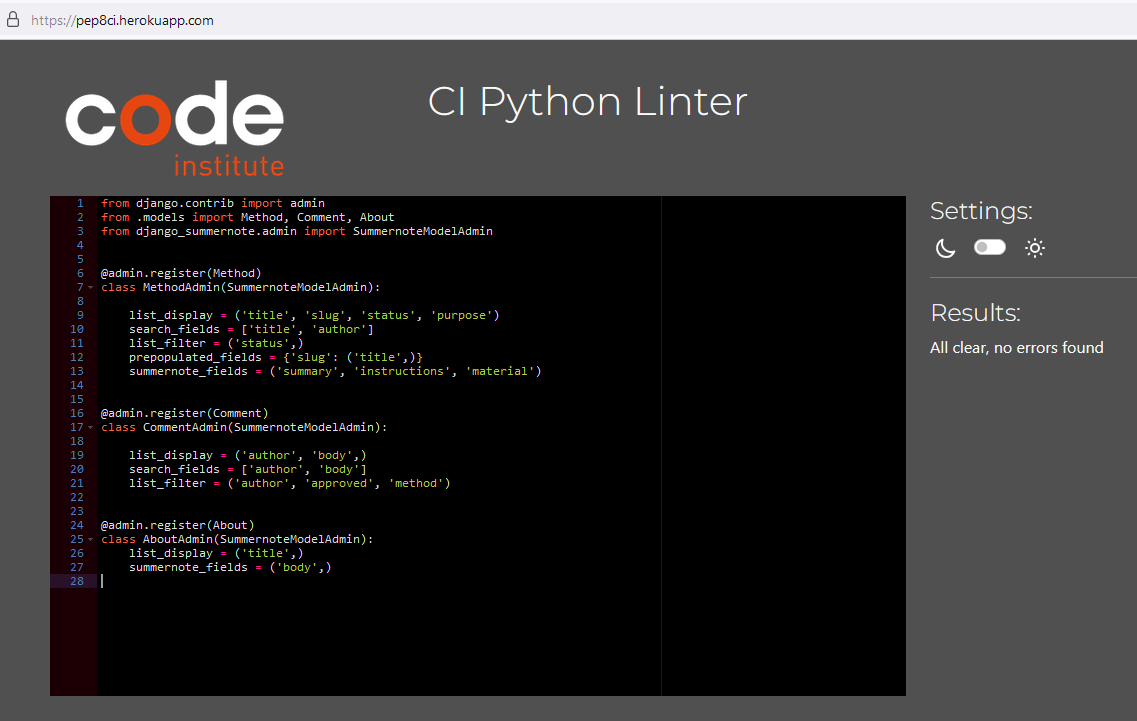 https://pep8ci.herokuapp.com
code
institute
CI Python Linter
1 from django.contrib import admin
2 from .models import Method, Comment, About
3 from django_summernote.admin import SummernoteModelAdmin
4
5
6 @admin.register(Method)
7 class MethodAdmin(SummernoteModelAdmin):
8
9     list_display = ('title', 'slug', 'status', 'purpose')
10     search_fields = ['title', 'author']
11     list_filter = ('status',)
12     prepopulated_fields = {'slug': ('title',)}
13     summernote_fields = ('summary', 'instructions', 'material')
14
15
16 @admin.register(Comment)
17 class CommentAdmin(SummernoteModelAdmin):
18
19     list_display = ('author', 'body',)
20     search_fields = ['author', 'body']
21     list_filter = ('author', 'approved', 'method')
22
23
24 @admin.register(About)
25 class AboutAdmin(SummernoteModelAdmin):
26     list_display = ('title',)
27     summernote_fields = ('body',)
28
Settings:
Results:
All clear, no errors found